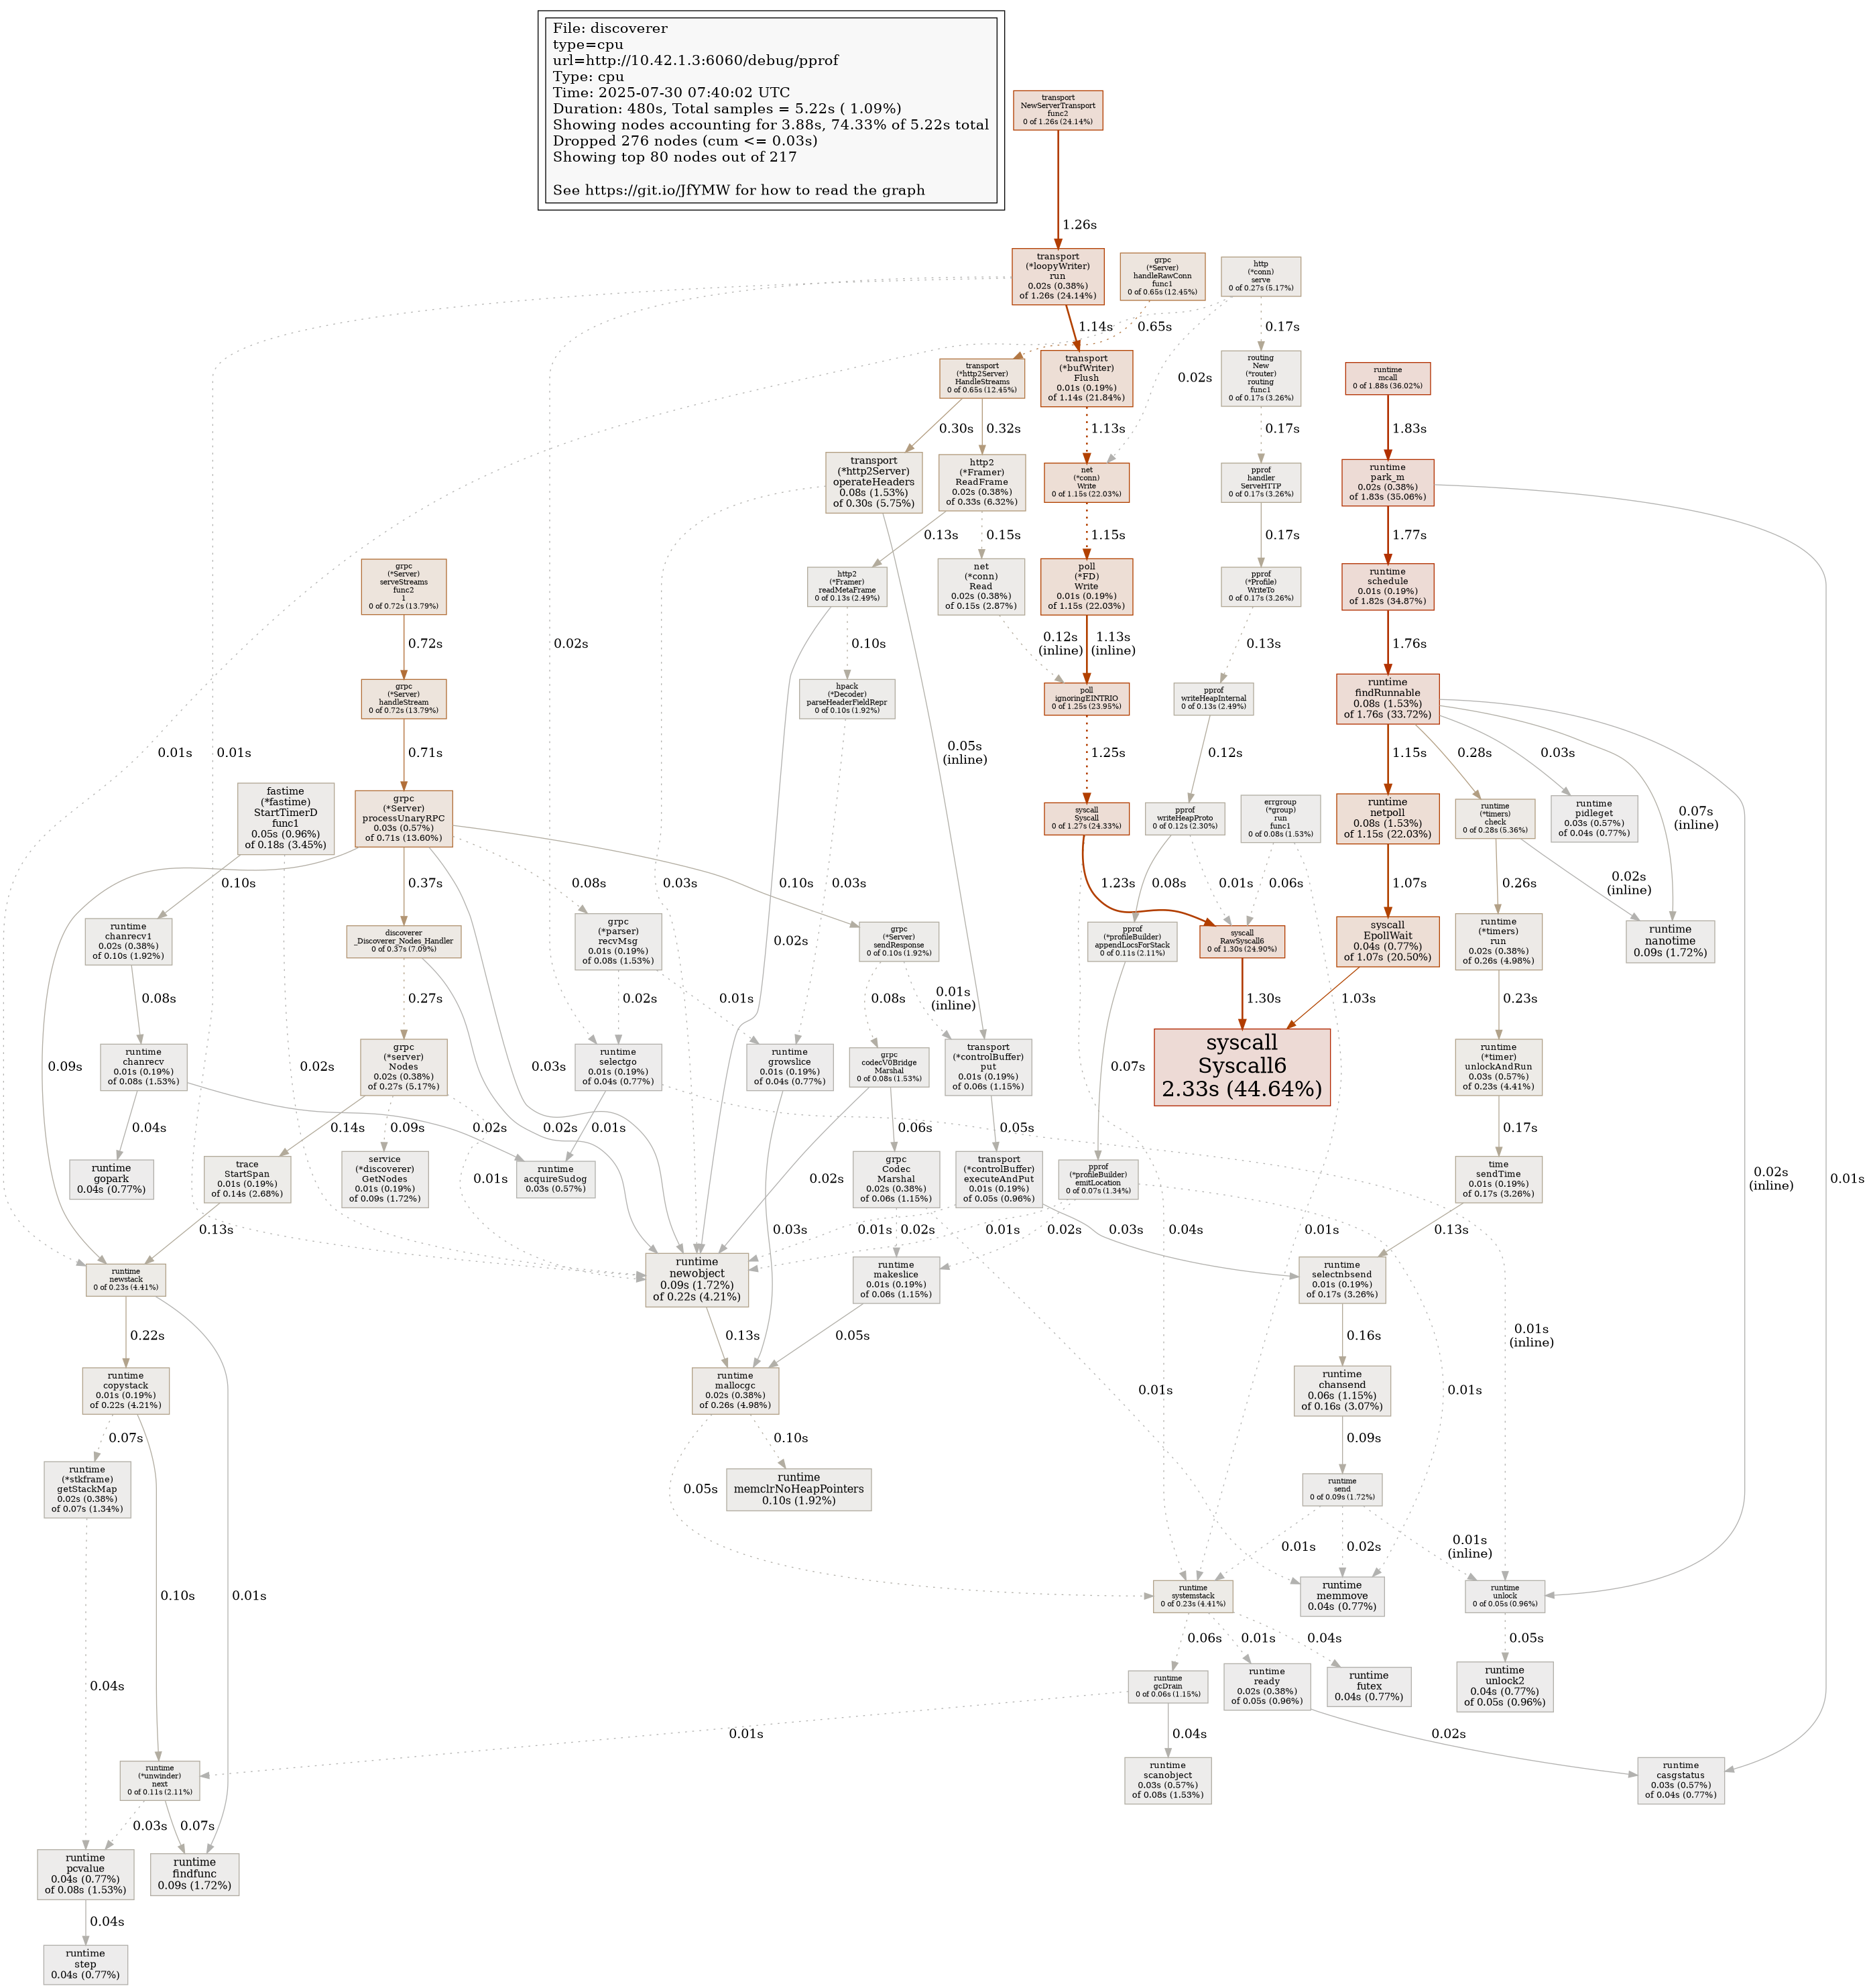 File: discoverer
type=cpu
url=http://10.42.1.3:6060/debug/pprof
Type: cpu
Time: 2025-07-30 07:40:02 UTC
Duration: 480s, Total samples = 5.22s ( 1.09%)
Showing nodes accounting for 3.88s, 74.33% of 5.22s total
Dropped 276 nodes (cum <= 0.03s)
Showing top 80 nodes out of 217
See https://git.io/JfYMW for how to read the graph
transport
NewServerTransport
func2
0 of 1.26s (24.14%)
1.26s
transport
(*loopyWriter)
run
0.02s (0.38%)
of 1.26s (24.14%)
grpc
(*Server)
handleRawConn
func1
0 of 0.65s (12.45%)
http
(*conn)
serve
0 of 0.27s (5.17%)
1.14s
0.65s
0.17s
transport
(*http2Server)
HandleStreams
0 of 0.65s (12.45%)
transport
(*bufWriter)
Flush
0.01s (0.19%)
of 1.14s (21.84%)
0.02s
routing
New
(*router)
routing
func1
0 of 0.17s (3.26%)
runtime
mcall
0 of 1.88s (36.02%)
0.30s
0.32s
1.13s
0.17s
1.83s
transport
(*http2Server)
operateHeaders
0.08s (1.53%)
of 0.30s (5.75%)
http2
(*Framer)
ReadFrame
0.02s (0.38%)
of 0.33s (6.32%)
net
(*conn)
Write
0 of 1.15s (22.03%)
pprof
handler
ServeHTTP
0 of 0.17s (3.26%)
runtime
park_m
0.02s (0.38%)
of 1.83s (35.06%)
0.13s
0.15s
1.15s
0.17s
1.77s
grpc
(*Server)
serveStreams
func2
1
0 of 0.72s (13.79%)
http2
(*Framer)
readMetaFrame
0 of 0.13s (2.49%)
net
(*conn)
Read
0.02s (0.38%)
of 0.15s (2.87%)
poll
(*FD)
Write
0.01s (0.19%)
of 1.15s (22.03%)
pprof
(*Profile)
WriteTo
0 of 0.17s (3.26%)
runtime
schedule
0.01s (0.19%)
of 1.82s (34.87%)
0.72s
0.02s
0.10s
0.12s
(inline)
1.13s
(inline)
0.13s
1.76s
grpc
(*Server)
handleStream
0 of 0.72s (13.79%)
hpack
(*Decoder)
parseHeaderFieldRepr
0 of 0.10s (1.92%)
poll
ignoringEINTRIO
0 of 1.25s (23.95%)
pprof
writeHeapInternal
0 of 0.13s (2.49%)
runtime
findRunnable
0.08s (1.53%)
of 1.76s (33.72%)
0.01s
0.01s
0.71s
0.05s
(inline)
1.25s
0.12s
1.15s
0.28s
0.03s
fastime
(*fastime)
StartTimerD
func1
0.05s (0.96%)
of 0.18s (3.45%)
grpc
(*Server)
processUnaryRPC
0.03s (0.57%)
of 0.71s (13.60%)
syscall
Syscall
0 of 1.27s (24.33%)
pprof
writeHeapProto
0 of 0.12s (2.30%)
errgroup
(*group)
run
func1
0 of 0.08s (1.53%)
runtime
netpoll
0.08s (1.53%)
of 1.15s (22.03%)
runtime
(*timers)
check
0 of 0.28s (5.36%)
runtime
pidleget
0.03s (0.57%)
of 0.04s (0.77%)
0.07s
(inline)
0.10s
0.37s
0.08s
0.03s
0.10s
0.03s
1.23s
0.08s
0.01s
0.06s
1.07s
0.26s
0.02s
(inline)
runtime
chanrecv1
0.02s (0.38%)
of 0.10s (1.92%)
discoverer
_Discoverer_Nodes_Handler
0 of 0.37s (7.09%)
grpc
(*parser)
recvMsg
0.01s (0.19%)
of 0.08s (1.53%)
grpc
(*Server)
sendResponse
0 of 0.10s (1.92%)
0.02s
pprof
(*profileBuilder)
appendLocsForStack
0 of 0.11s (2.11%)
syscall
RawSyscall6
0 of 1.30s (24.90%)
syscall
EpollWait
0.04s (0.77%)
of 1.07s (20.50%)
runtime
(*timers)
run
0.02s (0.38%)
of 0.26s (4.98%)
runtime
nanotime
0.09s (1.72%)
0.08s
0.27s
0.02s
0.01s
0.08s
0.01s
(inline)
1.30s
1.03s
0.23s
0.09s
runtime
chanrecv
0.01s (0.19%)
of 0.08s (1.53%)
0.02s
grpc
(*server)
Nodes
0.02s (0.38%)
of 0.27s (5.17%)
0.03s
runtime
selectgo
0.01s (0.19%)
of 0.04s (0.77%)
runtime
growslice
0.01s (0.19%)
of 0.04s (0.77%)
grpc
codecV0Bridge
Marshal
0 of 0.08s (1.53%)
transport
(*controlBuffer)
put
0.01s (0.19%)
of 0.06s (1.15%)
0.07s
syscall
Syscall6
2.33s (44.64%)
runtime
(*timer)
unlockAndRun
0.03s (0.57%)
of 0.23s (4.41%)
0.04s
0.14s
0.09s
0.02s
0.02s
0.01s
0.06s
0.05s
0.17s
runtime
gopark
0.04s (0.77%)
trace
StartSpan
0.01s (0.19%)
of 0.14s (2.68%)
service
(*discoverer)
GetNodes
0.01s (0.19%)
of 0.09s (1.72%)
0.01s
runtime
acquireSudog
0.03s (0.57%)
0.02s
grpc
Codec
Marshal
0.02s (0.38%)
of 0.06s (1.15%)
transport
(*controlBuffer)
executeAndPut
0.01s (0.19%)
of 0.05s (0.96%)
pprof
(*profileBuilder)
emitLocation
0 of 0.07s (1.34%)
time
sendTime
0.01s (0.19%)
of 0.17s (3.26%)
0.02s
(inline)
0.01s
0.13s
0.03s
0.01s
0.02s
0.01s
0.02s
0.03s
0.04s
0.01s
0.13s
runtime
newstack
0 of 0.23s (4.41%)
runtime
newobject
0.09s (1.72%)
of 0.22s (4.21%)
runtime
makeslice
0.01s (0.19%)
of 0.06s (1.15%)
runtime
selectnbsend
0.01s (0.19%)
of 0.17s (3.26%)
0.22s
0.13s
0.05s
0.16s
0.01s
(inline)
runtime
copystack
0.01s (0.19%)
of 0.22s (4.21%)
runtime
mallocgc
0.02s (0.38%)
of 0.26s (4.98%)
0.01s
runtime
chansend
0.06s (1.15%)
of 0.16s (3.07%)
0.01s
0.07s
0.10s
0.09s
runtime
(*stkframe)
getStackMap
0.02s (0.38%)
of 0.07s (1.34%)
0.05s
runtime
memclrNoHeapPointers
0.10s (1.92%)
runtime
send
0 of 0.09s (1.72%)
0.01s
0.02s
0.01s
(inline)
0.10s
0.01s
runtime
systemstack
0 of 0.23s (4.41%)
runtime
memmove
0.04s (0.77%)
runtime
unlock
0 of 0.05s (0.96%)
0.06s
0.01s
0.04s
0.05s
0.04s
runtime
gcDrain
0 of 0.06s (1.15%)
runtime
ready
0.02s (0.38%)
of 0.05s (0.96%)
runtime
futex
0.04s (0.77%)
runtime
unlock2
0.04s (0.77%)
of 0.05s (0.96%)
0.01s
0.04s
0.02s
runtime
(*unwinder)
next
0 of 0.11s (2.11%)
runtime
scanobject
0.03s (0.57%)
of 0.08s (1.53%)
runtime
casgstatus
0.03s (0.57%)
of 0.04s (0.77%)
0.03s
0.07s
runtime
pcvalue
0.04s (0.77%)
of 0.08s (1.53%)
runtime
findfunc
0.09s (1.72%)
0.04s
runtime
step
0.04s (0.77%)